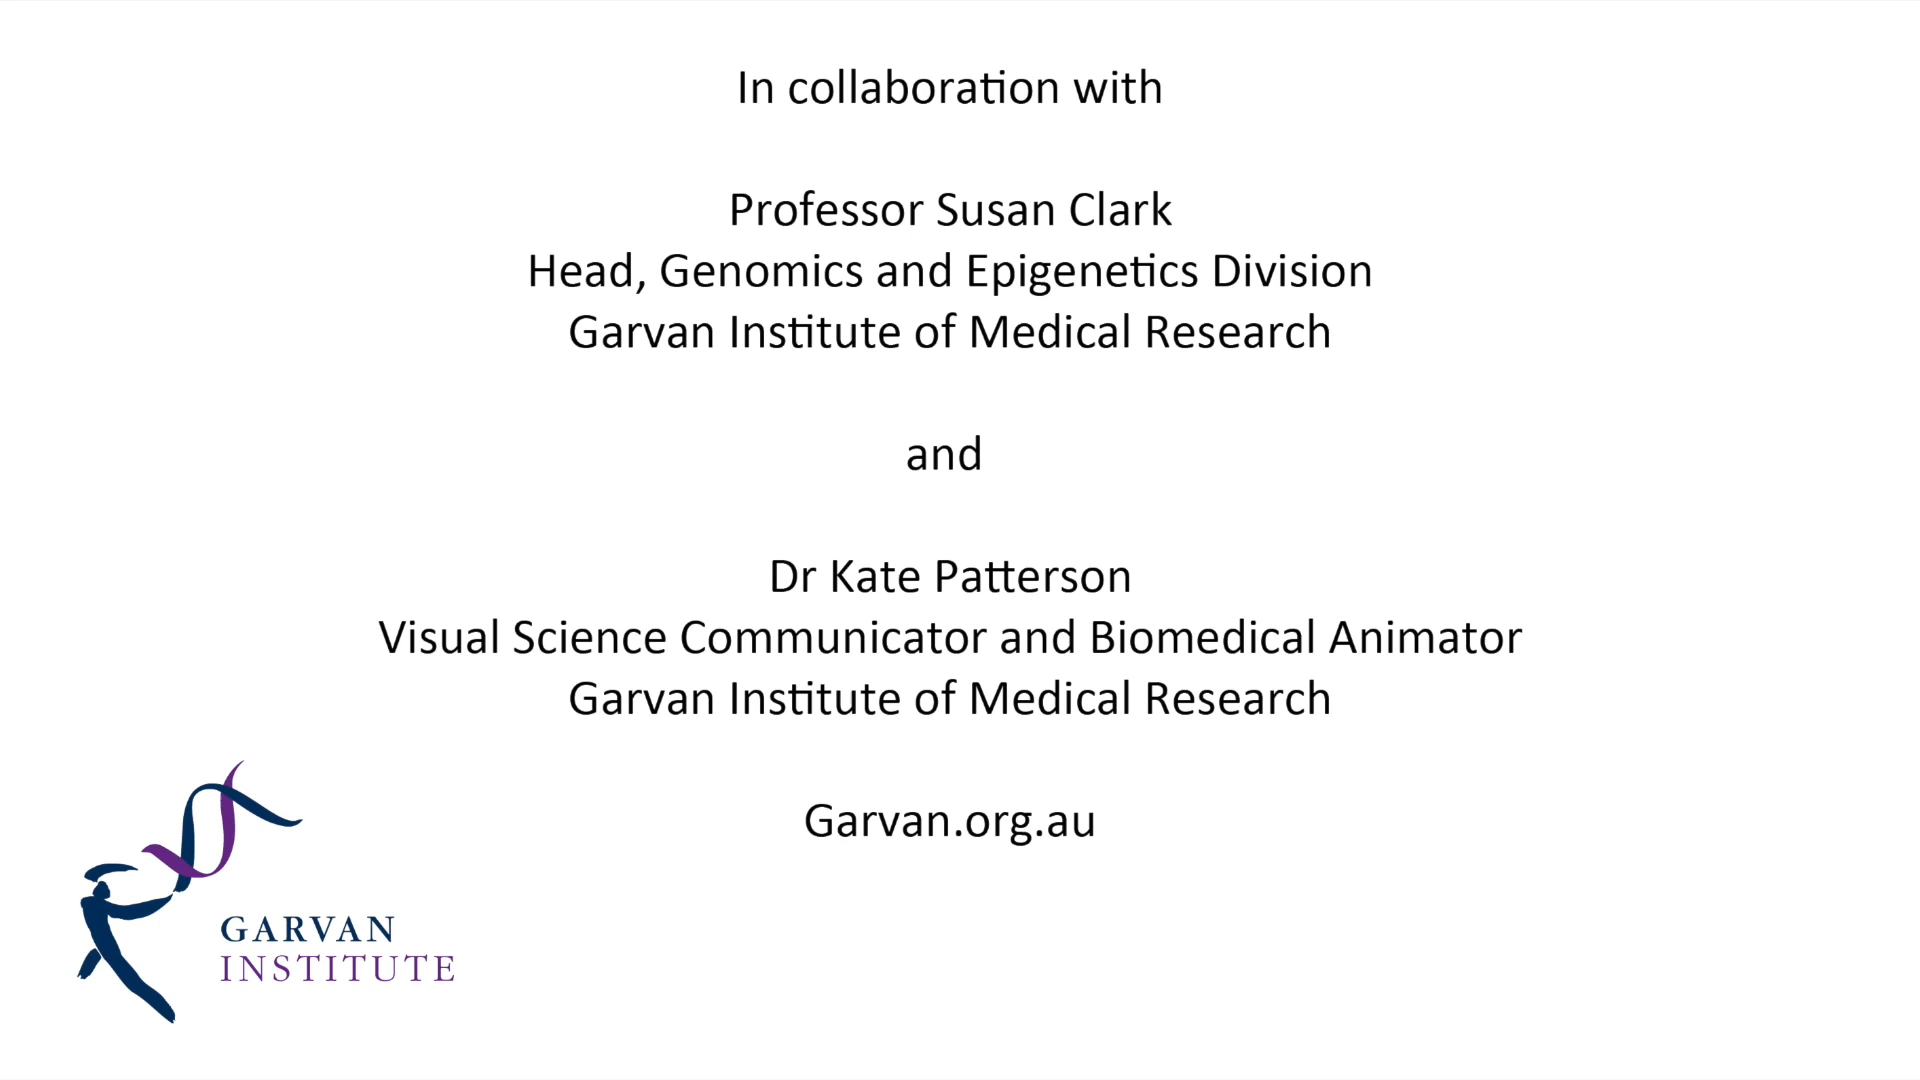 In collaboration with
Professor Susan Clark
Head, Genomics and Epigenetics Division
Garvan Institute of Medical Research
and
Dr Kate Patterson
Visual Science Communicator and Biomedical Animator
Garvan Institute of Medical Research
Garvan.org.au
GARVAN
INSTITUTE